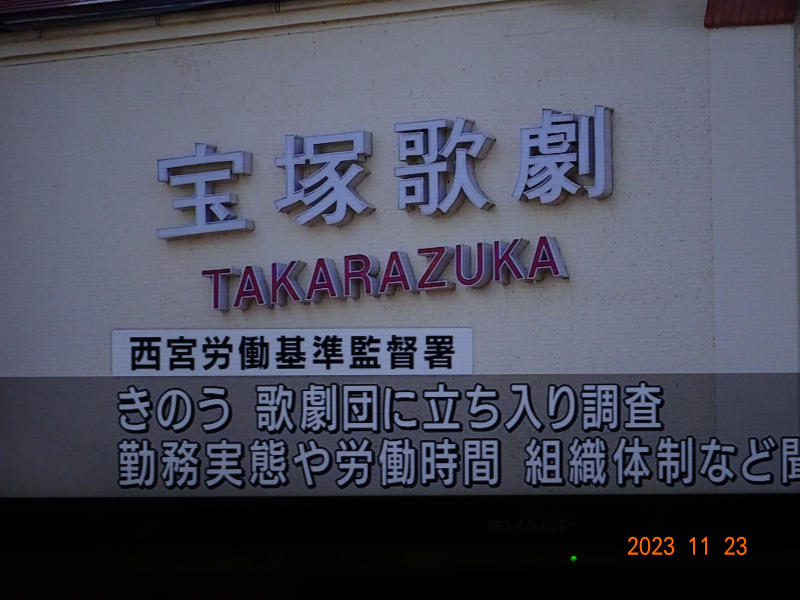 宝塚歌劇
TAKARAZUKA
西宮労働基準監督署
きのう 歌劇団に立ち入り調査
勤務実態や労働時間 組織体制など聞
SHARP
2023 11 23